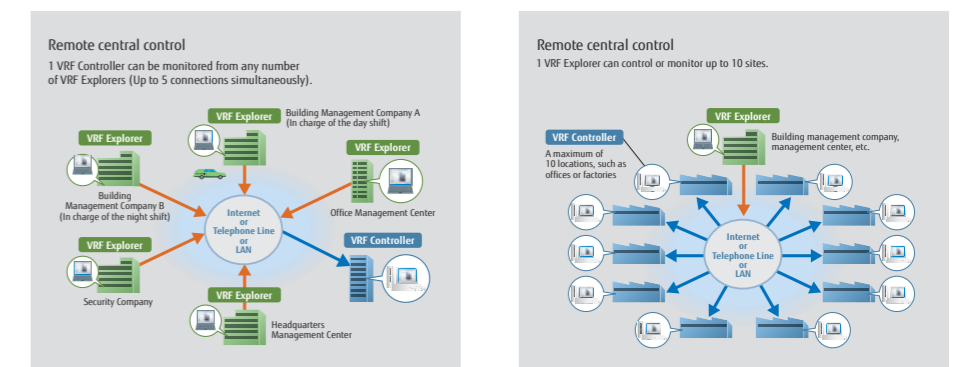 Remote central control
1 VRF Controller can be monitored from any number
of VRF Explorers (Up to 5 connections simultaneously).
VRF Explorer
Building Management Company A
(In charge of the day shift)
VRF Explorer
VRF Explorer
Building
Management Company B
(In charge of the night shift)
Office Management Center
Internet
or
Telephone Line
or
LAN
VRF Explorer
VRF Controller
Security Company
VRF Explorer
Headquarters
Management Center
Remote central control
1 VRF Explorer can control or monitor up to 10 sites.
VRF Explorer
VRF Controller
Building management company,
management center, etc.
A maximum of
10 locations, such as
offices or factories
Internet
or
Telephone Line
or
LAN